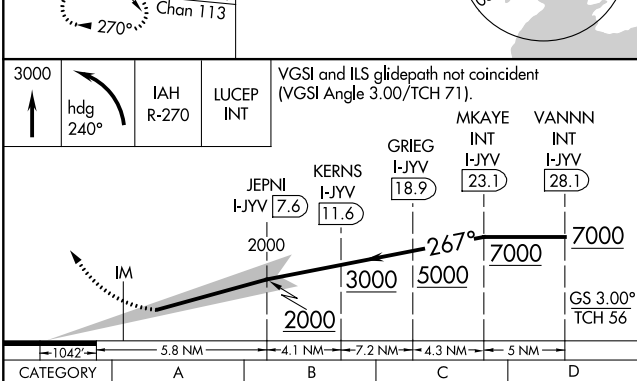 270°
Chan 113
3000
hdg
240°
IAH
R-270
LUCEP
INT
VGSI and ILS glidepath not coincident
(VGSI Angle 3.00/TCH 71).
MKAYE
INT
I-JYV
23.1
VANNN
INT
I-JYV
28.1
GRIEG
I-JYV
18.9
KERNS
I-JYV
11.6
JEPNI
I-JYV 7.6
2000
267°
7000
7000
IM
3000
5000
2000
GS 3.00°
TCH 56
1042'
5.8 NM
4.1 NM
7.2 NM
4.3 NM
5 NM
CATEGORY
A
B
C
D